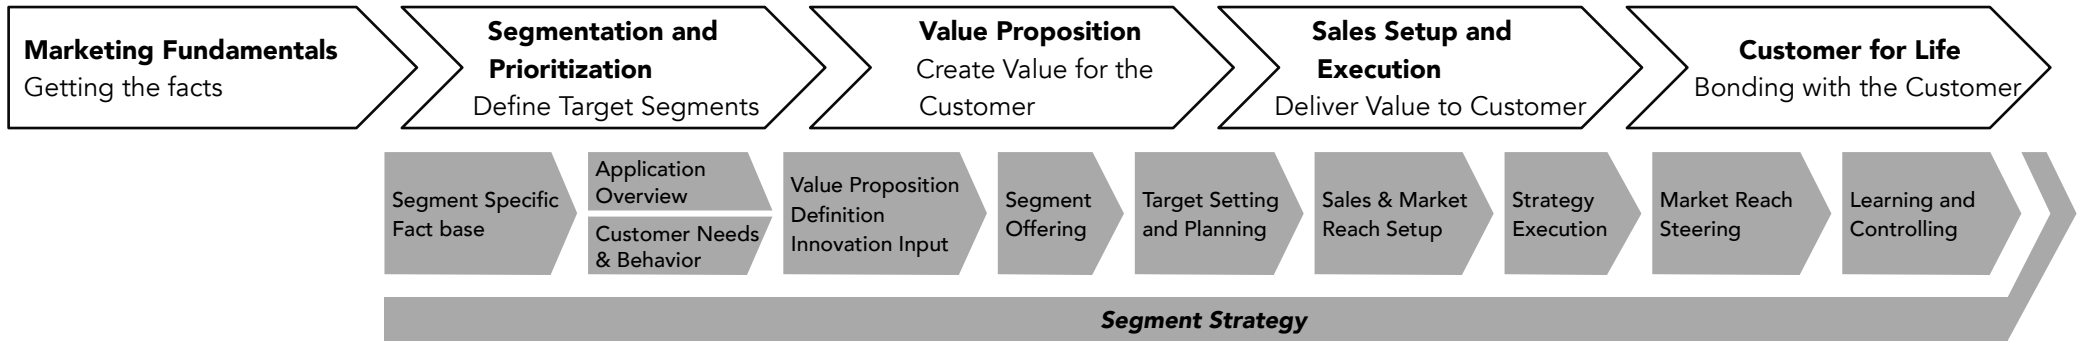 Marketing Fundamentals
Getting the facts
Segmentation and
Prioritization
Define Target Segments
Value Proposition
Create Value for the
Customer
Sales Setup and
Execution
Deliver Value to Customer
Customer for Life
Bonding with the Customer
Segment Specific
Fact base
Application
Overview
Customer Needs
& Behavior
Value Proposition
Definition
Innovation Input
Segment
Offering
Target Setting
and Planning
Sales & Market
Reach Setup
Strategy
Execution
Market Reach
Steering
Learning and
Controlling
Segment Strategy